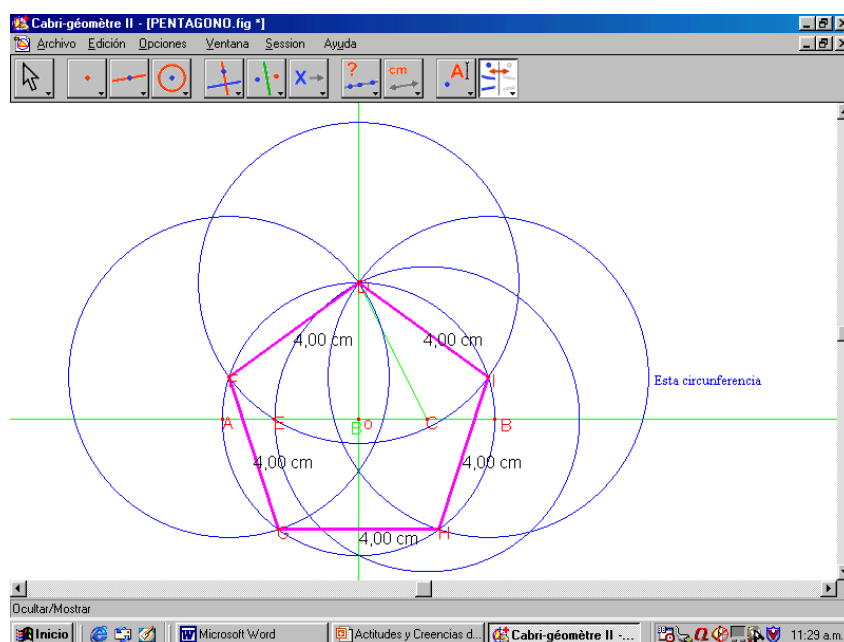 Cabri-géomètre II - [PENTAGONO.fig *]
Archivo Edición Opciones Ventana Session Ayuda
? cm A
X
D
4,00 cm 4,00 cm
F I
Esta circunferencia
A E B o C B
4,00 cm 4,00 cm
G H
4,00 cm
Ocultar/Mostrar
Inicio Microsoft Word Actitudes y Creencias d... Cabri-géomètre II -... 11:29 a.m.